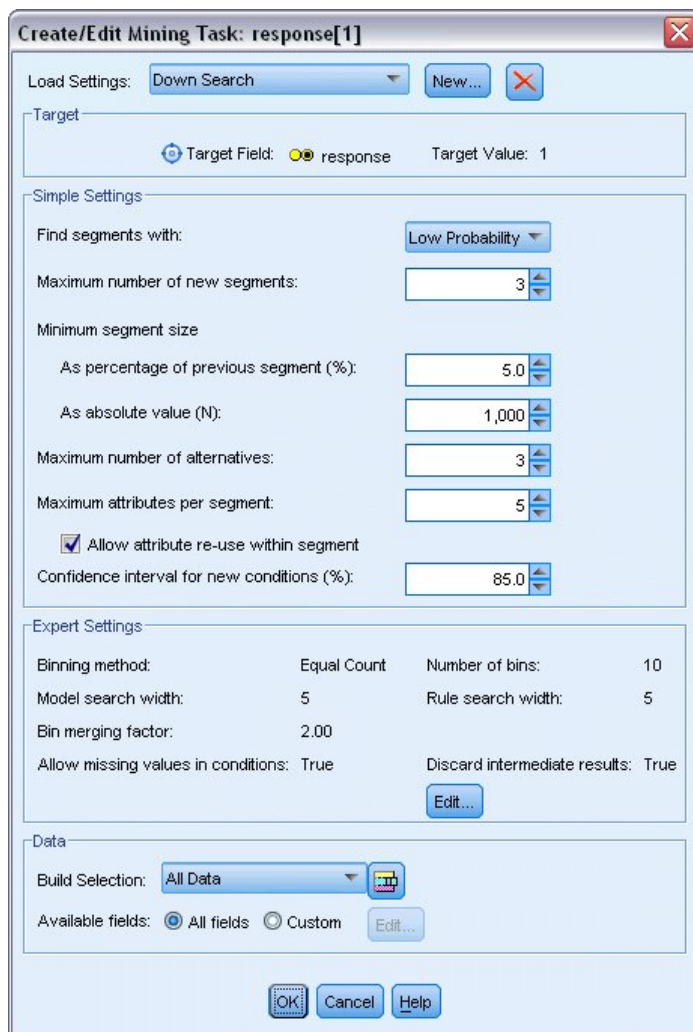 Create/Edit Mining Task: response[1]
Load Settings: Down Search New...
Target
Target Field: response Target Value: 1
Simple Settings
Find segments with: Low Probability
Maximum number of new segments: 3
Minimum segment size
As percentage of previous segment (%): 5.0
As absolute value (N): 1,000
Maximum number of alternatives: 3
Maximum attributes per segment: 5
Allow attribute re-use within segment
Confidence interval for new conditions (%): 85.0
Expert Settings
Binning method: Equal Count Number of bins: 10
Model search width: 5 Rule search width: 5
Bin merging factor: 2.00
Allow missing values in conditions: True Discard intermediate results: True
Edit...
Data
Build Selection: All Data
Available fields: All fields Custom Edit...
OK Cancel Help